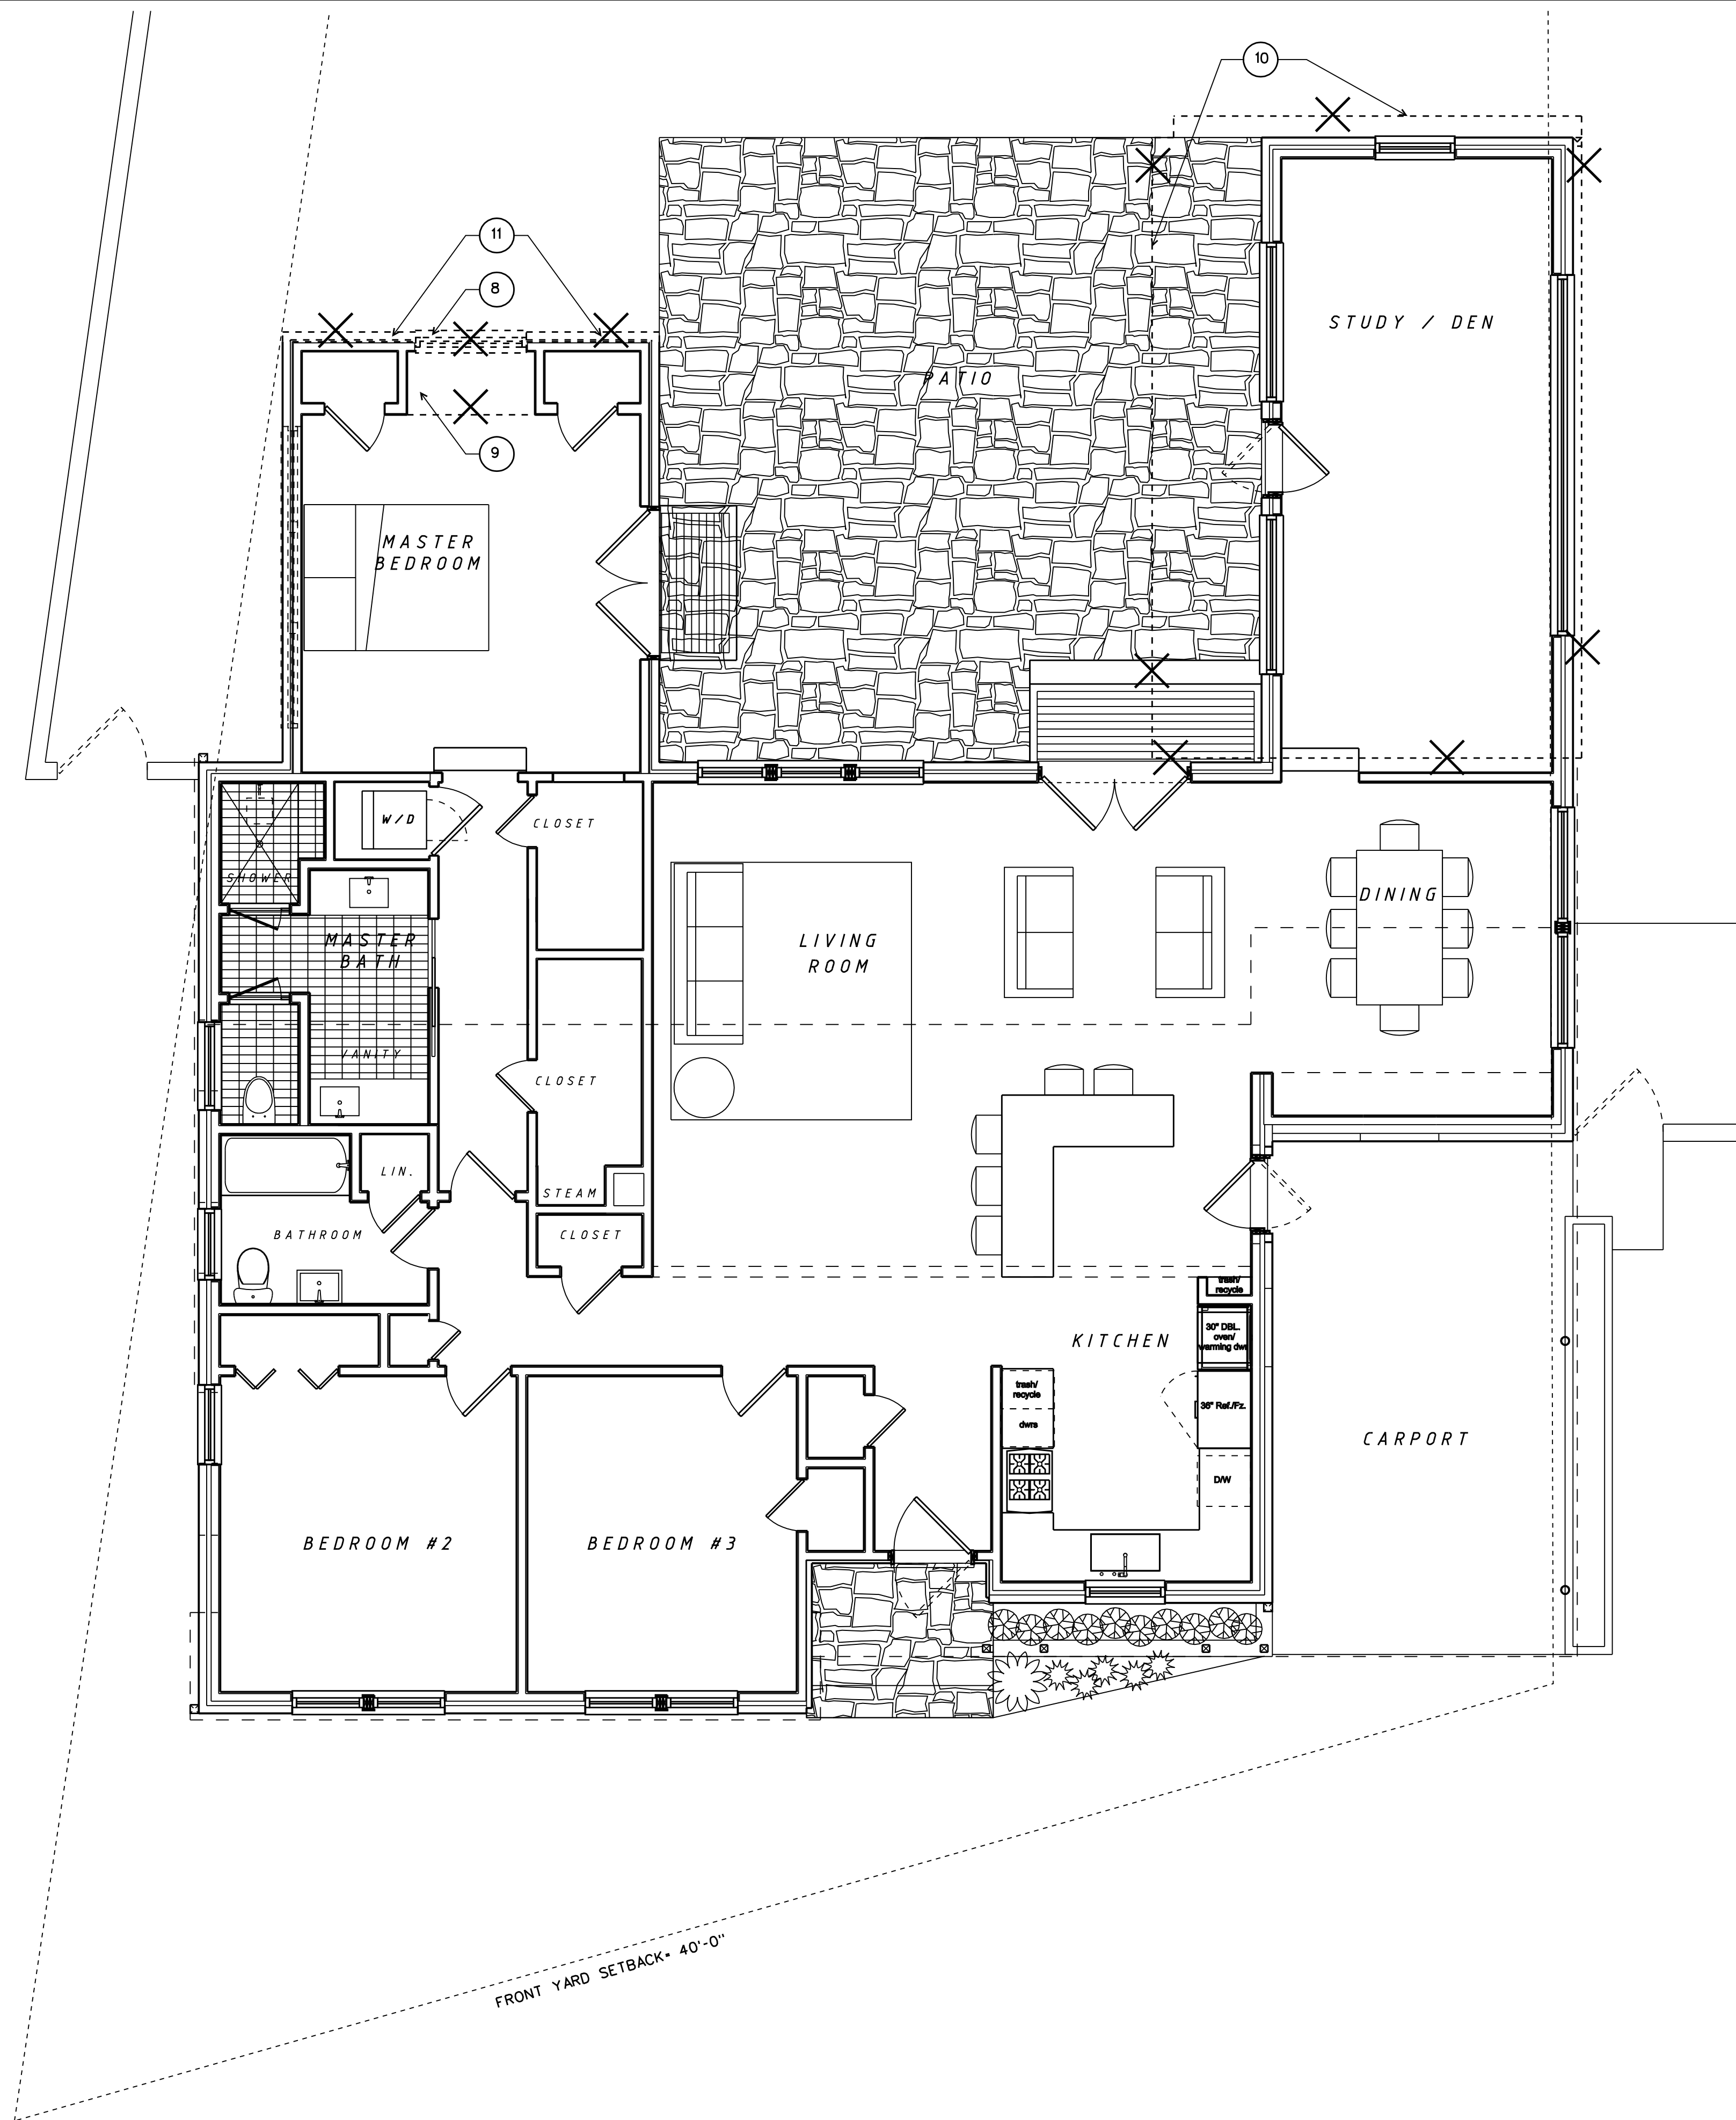 10
11
8
STUDY / DEN
PATIO
9
MASTER
BEDROOM
W/D
CLOSET
SHOWER
DINING
MASTER
BATH
LIVING
ROOM
VANITY
CLOSET
LIN.
STEAM
BATHROOM
CLOSET
trash/
recycle
KITCHEN
30" DBL.
oven/
warming dwr
trash/
recycle
36" Ref./Fz.
dwrs
CARPORT
D/W
BEDROOM #2
BEDROOM #3
FRONT YARD SETBACK= 40'-0"